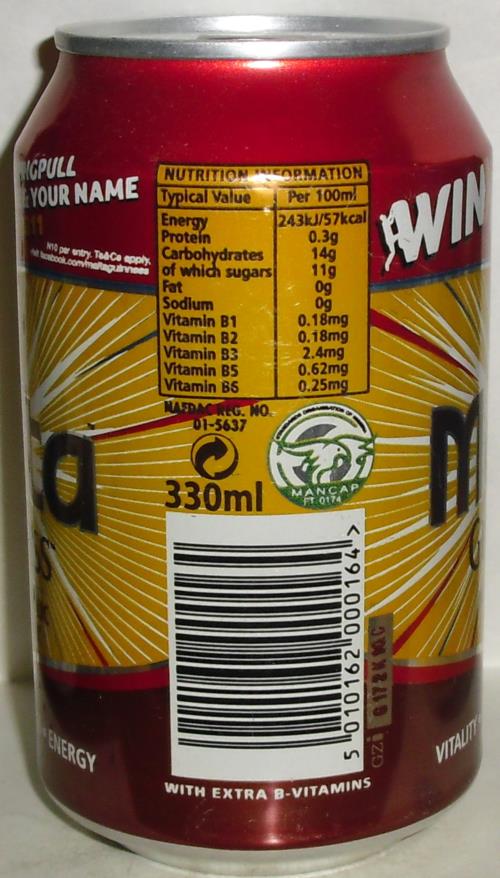 NGPULL
& YOUR NAME
N10 per entry. Ts&Cs apply.
facebook.com/maltaguinness
NUTRITION INFORMATION
Typical Value Per 100ml
Energy 243kJ/57kcal
Protein 0.3g
Carbohydrates 14g
of which sugars 11g
Fat 0g
Sodium 0g
Vitamin B1 0.18mg
Vitamin B2 0.18mg
Vitamin B3 2.4mg
Vitamin B5 0.62mg
Vitamin B6 0.25mg
WIN
NAFDAC REG. NO.
01-5637
330ml
MANCAP
a
m
G
SS™
5 010162 000164 >
GZi
ENERGY
VITALITY
WITH EXTRA B-VITAMINS